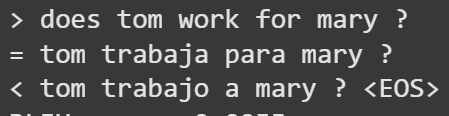 > does tom work for mary ?
= tom trabaja para mary ?
< tom trabajo a mary ? <EOS>